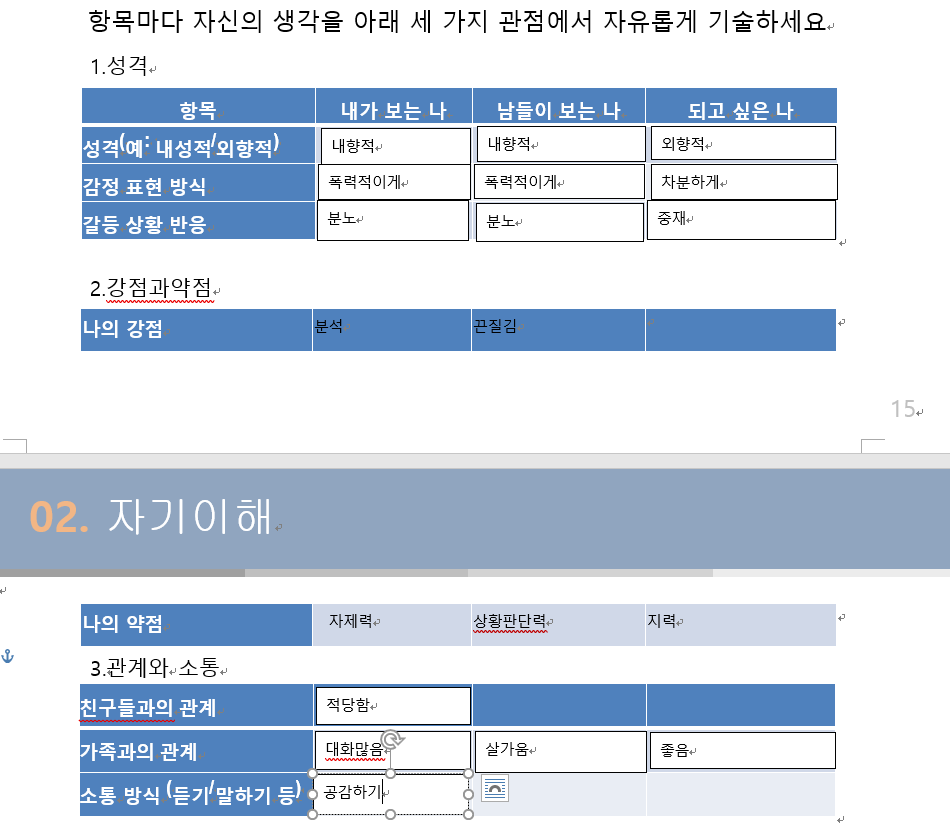 항목마다 자신의 생각을 아래 세 가지 관점에서 자유롭게 기술하세요
1.성격
항목 내가 보는 나 남들이 보는 나 되고 싶은 나
성격(예: 내성적/외향적) 내향적 내향적 외향적
감정 표현 방식 폭력적이게 폭력적이게 차분하게
갈등 상황 반응 분노 분노 중재
2.강점과약점
나의 강점 분석 끈질김
15
02. 자기이해
나의 약점 자제력 상황판단력 지력
3.관계와 소통
친구들과의 관계 적당함
가족과의 관계 대화많음 살가움 좋음
소통 방식 (듣기/말하기 등) 공감하기